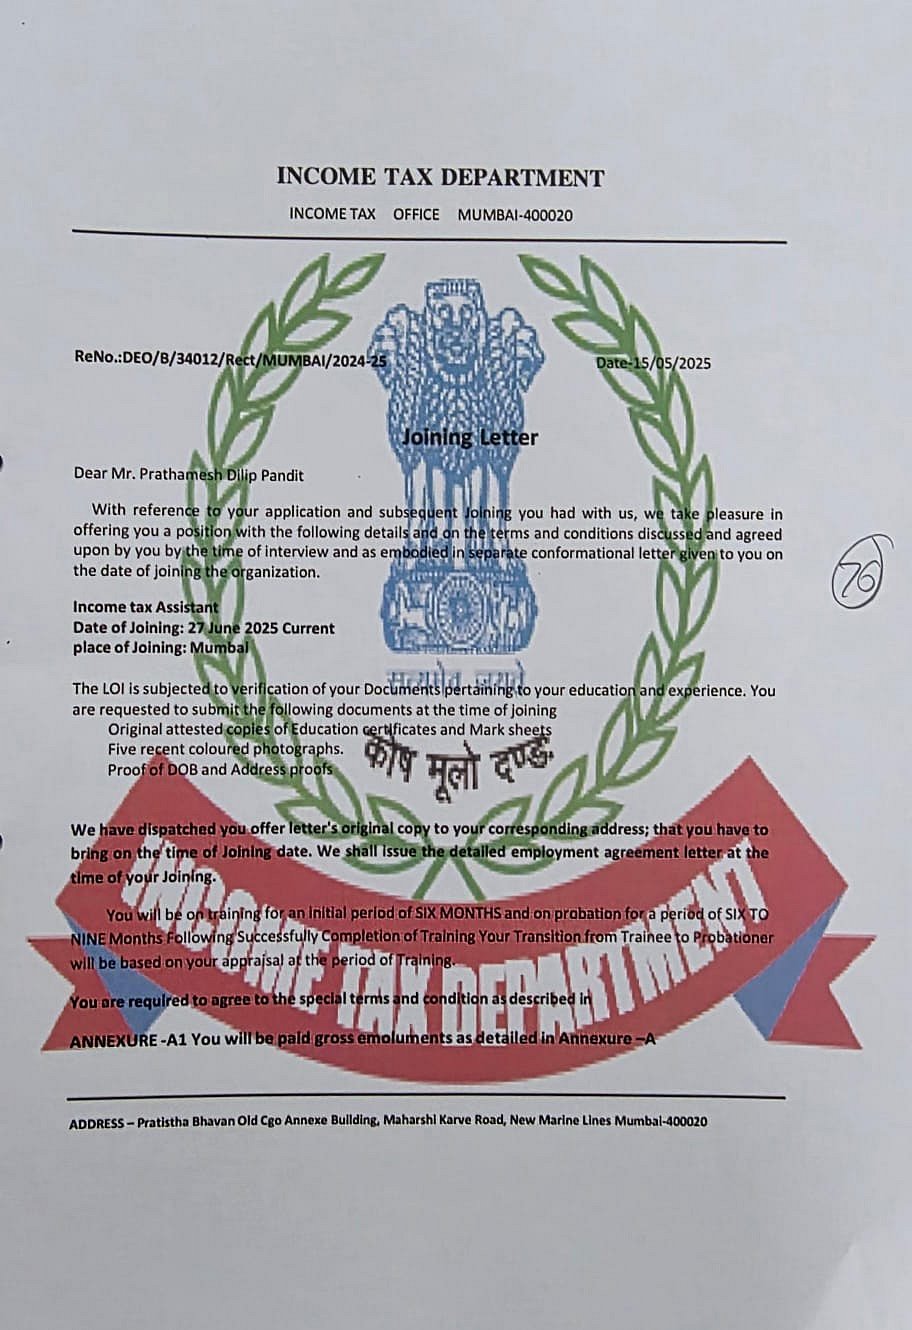 INCOME TAX DEPARTMENT
INCOME TAX OFFICE MUMBAI-400020
ReNo.:DEO/B/34012/Rect/MUMBAI/2024-25 Date-15/05/2025
Joining Letter
Dear Mr. Prathamesh Dilip Pandit
With reference to your application and subsequent Joining you had with us, we take pleasure in
offering you a position with the following details and on the terms and conditions discussed and agreed
upon by you by the time of interview and as embodied in separate conformational letter given to you on
the date of joining the organization.
76
Income tax Assistant
Date of Joining: 27 June 2025 Current
place of Joining: Mumbai
सत्यमेव जयते
The LOI is subjected to verification of your Documents pertaining to your education and experience. You
are requested to submit the following documents at the time of joining
Original attested copies of Education certificates and Mark sheets
Five recent coloured photographs.
Proof of DOB and Address proofs
कोष मूलो दण्ड
We have dispatched you offer letter's original copy to your corresponding address; that you have to
bring on the time of Joining date. We shall issue the detailed employment agreement letter at the
time of your Joining.
You will be on training for an initial period of SIX MONTHS and on probation for a period of SIX TO
NINE Months Following Successfully Completion of Training Your Transition from Trainee to Probationer
will be based on your appraisal at the period of Training.
INCOME TAX DEPARTMENT
You are required to agree to the special terms and condition as described in
ANNEXURE -A1 You will be paid gross emoluments as detailed in Annexure –A
ADDRESS – Pratistha Bhavan Old Cgo Annexe Building, Maharshi Karve Road, New Marine Lines Mumbai-400020